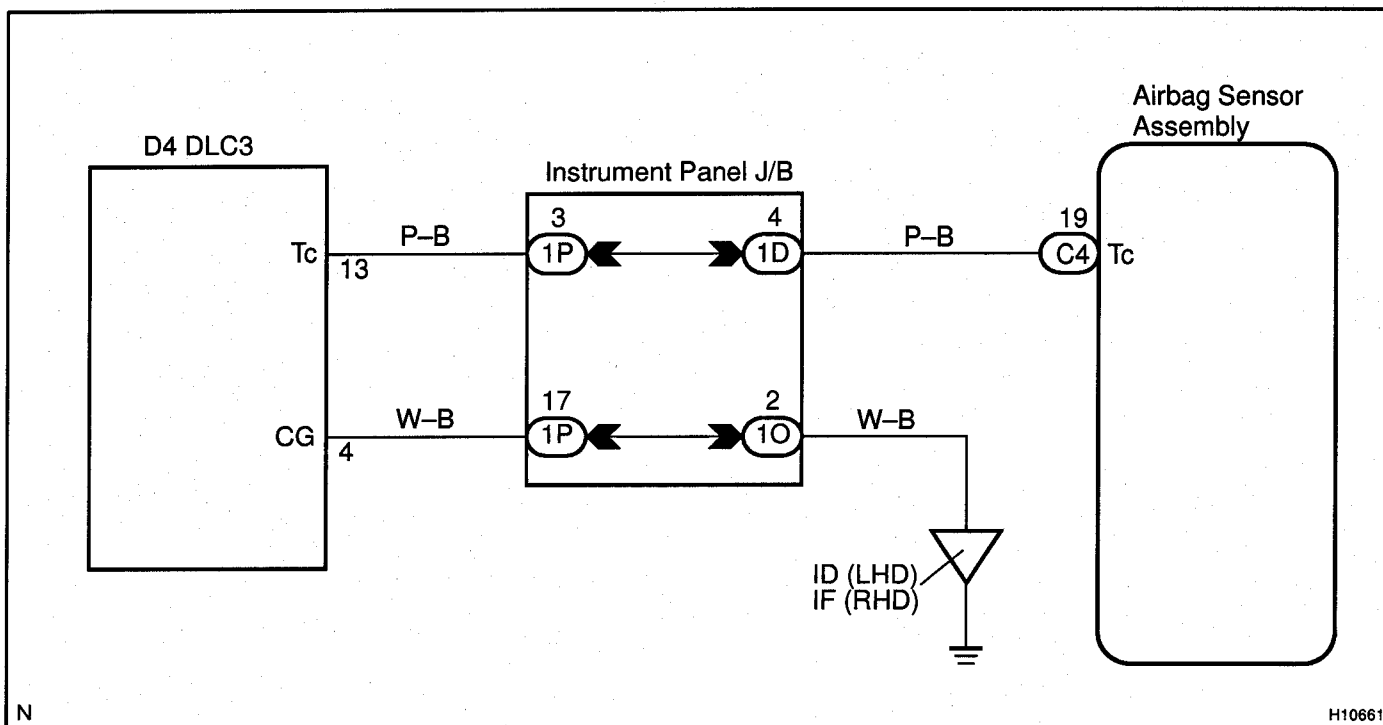 Airbag Sensor
Assembly
D4 DLC3
Instrument Panel J/B
3 4 19
Tc P–B 1P 1D P–B C4 Tc
13
17 2
CG W–B 1P 1O W–B
4
ID (LHD)
IF (RHD)
N H10661